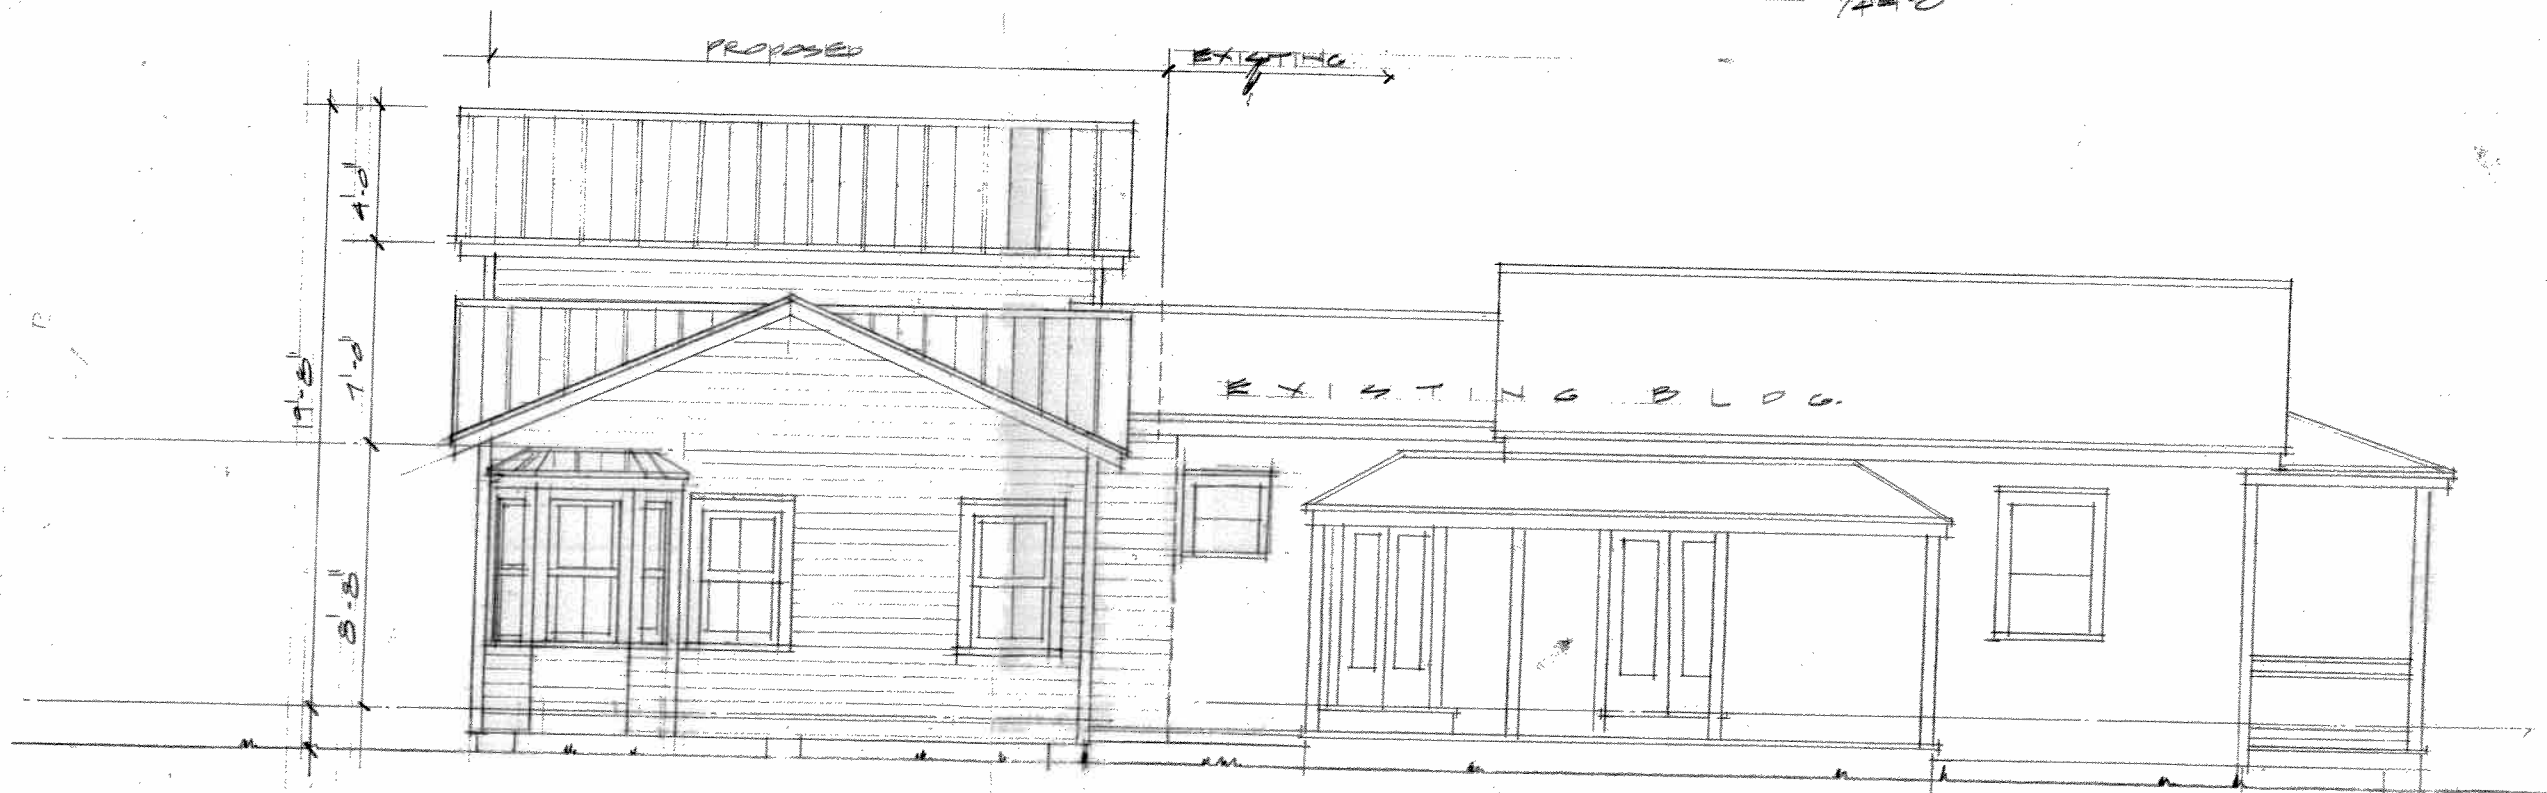 PROPOSED
EXISTING
4'-0"
7'-0"
19'-8"
8'-8"
EXISTING BLDG.